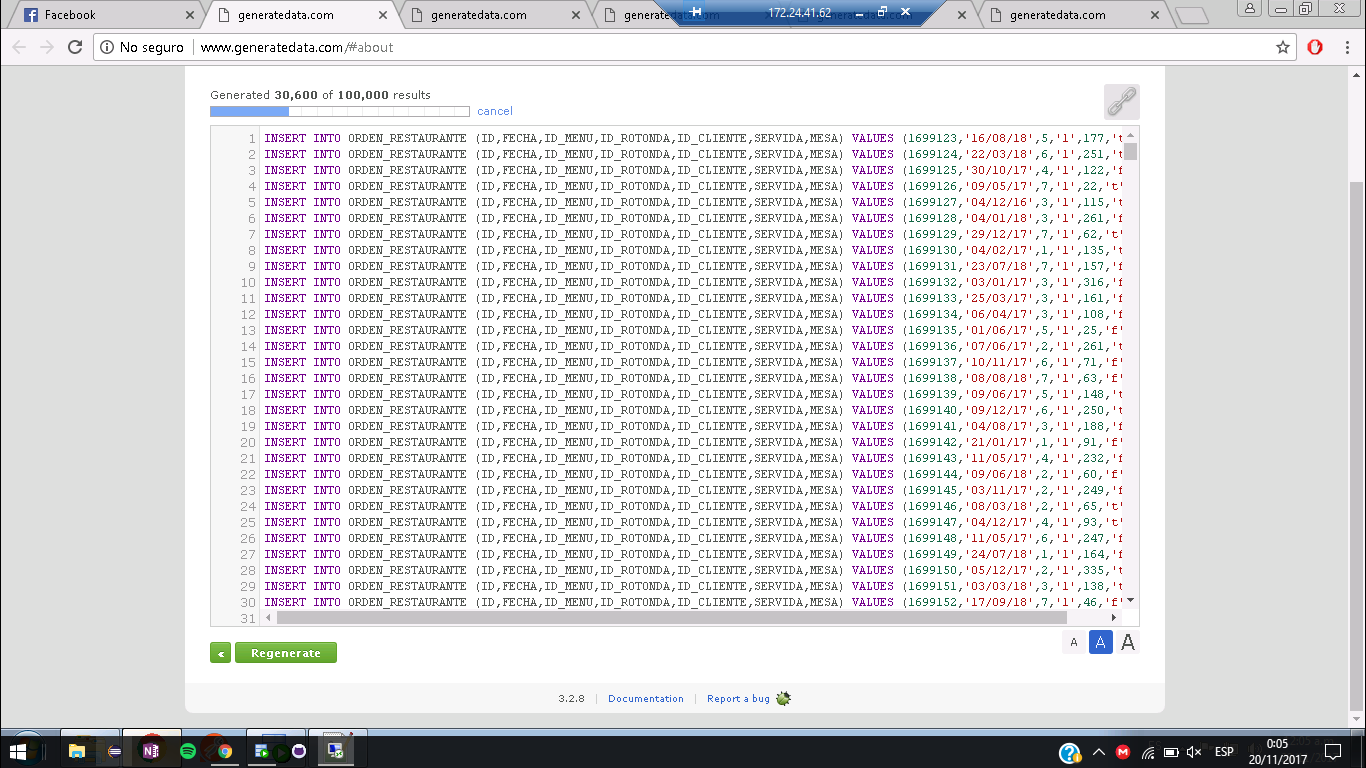 Facebook
generatedata.com
generatedata.com
generatedata.com
172.24.41.62
generatedata.com
No seguro
www.generatedata.com/#about
Generated 30,600 of 100,000 results
cancel
1 INSERT INTO ORDEN_RESTAURANTE (ID,FECHA,ID_MENU,ID_ROTONDA,ID_CLIENTE,SERVIDA,MESA) VALUES (1699123,'16/08/18',5,'1',177,'t
2 INSERT INTO ORDEN_RESTAURANTE (ID,FECHA,ID_MENU,ID_ROTONDA,ID_CLIENTE,SERVIDA,MESA) VALUES (1699124,'22/03/18',6,'1',251,'t
3 INSERT INTO ORDEN_RESTAURANTE (ID,FECHA,ID_MENU,ID_ROTONDA,ID_CLIENTE,SERVIDA,MESA) VALUES (1699125,'30/10/17',4,'1',122,'f
4 INSERT INTO ORDEN_RESTAURANTE (ID,FECHA,ID_MENU,ID_ROTONDA,ID_CLIENTE,SERVIDA,MESA) VALUES (1699126,'09/05/17',7,'1',22,'t'
5 INSERT INTO ORDEN_RESTAURANTE (ID,FECHA,ID_MENU,ID_ROTONDA,ID_CLIENTE,SERVIDA,MESA) VALUES (1699127,'04/12/16',3,'1',115,'t
6 INSERT INTO ORDEN_RESTAURANTE (ID,FECHA,ID_MENU,ID_ROTONDA,ID_CLIENTE,SERVIDA,MESA) VALUES (1699128,'04/01/18',3,'1',261,'f
7 INSERT INTO ORDEN_RESTAURANTE (ID,FECHA,ID_MENU,ID_ROTONDA,ID_CLIENTE,SERVIDA,MESA) VALUES (1699129,'29/12/17',7,'1',62,'t'
8 INSERT INTO ORDEN_RESTAURANTE (ID,FECHA,ID_MENU,ID_ROTONDA,ID_CLIENTE,SERVIDA,MESA) VALUES (1699130,'04/02/17',1,'1',135,'t
9 INSERT INTO ORDEN_RESTAURANTE (ID,FECHA,ID_MENU,ID_ROTONDA,ID_CLIENTE,SERVIDA,MESA) VALUES (1699131,'23/07/18',7,'1',157,'f
10 INSERT INTO ORDEN_RESTAURANTE (ID,FECHA,ID_MENU,ID_ROTONDA,ID_CLIENTE,SERVIDA,MESA) VALUES (1699132,'03/01/17',3,'1',316,'f
11 INSERT INTO ORDEN_RESTAURANTE (ID,FECHA,ID_MENU,ID_ROTONDA,ID_CLIENTE,SERVIDA,MESA) VALUES (1699133,'25/03/17',3,'1',161,'f
12 INSERT INTO ORDEN_RESTAURANTE (ID,FECHA,ID_MENU,ID_ROTONDA,ID_CLIENTE,SERVIDA,MESA) VALUES (1699134,'06/04/17',3,'1',108,'f
13 INSERT INTO ORDEN_RESTAURANTE (ID,FECHA,ID_MENU,ID_ROTONDA,ID_CLIENTE,SERVIDA,MESA) VALUES (1699135,'01/06/17',5,'1',25,'f'
14 INSERT INTO ORDEN_RESTAURANTE (ID,FECHA,ID_MENU,ID_ROTONDA,ID_CLIENTE,SERVIDA,MESA) VALUES (1699136,'07/06/17',2,'1',261,'t
15 INSERT INTO ORDEN_RESTAURANTE (ID,FECHA,ID_MENU,ID_ROTONDA,ID_CLIENTE,SERVIDA,MESA) VALUES (1699137,'10/11/17',6,'1',71,'f'
16 INSERT INTO ORDEN_RESTAURANTE (ID,FECHA,ID_MENU,ID_ROTONDA,ID_CLIENTE,SERVIDA,MESA) VALUES (1699138,'08/08/17',7,'1',63,'f'
17 INSERT INTO ORDEN_RESTAURANTE (ID,FECHA,ID_MENU,ID_ROTONDA,ID_CLIENTE,SERVIDA,MESA) VALUES (1699139,'09/06/17',5,'1',148,'t
18 INSERT INTO ORDEN_RESTAURANTE (ID,FECHA,ID_MENU,ID_ROTONDA,ID_CLIENTE,SERVIDA,MESA) VALUES (1699140,'09/12/17',6,'1',250,'t
19 INSERT INTO ORDEN_RESTAURANTE (ID,FECHA,ID_MENU,ID_ROTONDA,ID_CLIENTE,SERVIDA,MESA) VALUES (1699141,'04/08/17',3,'1',188,'f
20 INSERT INTO ORDEN_RESTAURANTE (ID,FECHA,ID_MENU,ID_ROTONDA,ID_CLIENTE,SERVIDA,MESA) VALUES (1699142,'21/01/17',1,'1',91,'f'
21 INSERT INTO ORDEN_RESTAURANTE (ID,FECHA,ID_MENU,ID_ROTONDA,ID_CLIENTE,SERVIDA,MESA) VALUES (1699143,'11/05/17',4,'1',232,'f
22 INSERT INTO ORDEN_RESTAURANTE (ID,FECHA,ID_MENU,ID_ROTONDA,ID_CLIENTE,SERVIDA,MESA) VALUES (1699144,'09/06/18',2,'1',60,'f'
23 INSERT INTO ORDEN_RESTAURANTE (ID,FECHA,ID_MENU,ID_ROTONDA,ID_CLIENTE,SERVIDA,MESA) VALUES (1699145,'03/11/17',2,'1',249,'f
24 INSERT INTO ORDEN_RESTAURANTE (ID,FECHA,ID_MENU,ID_ROTONDA,ID_CLIENTE,SERVIDA,MESA) VALUES (1699146,'08/03/18',2,'1',65,'t'
25 INSERT INTO ORDEN_RESTAURANTE (ID,FECHA,ID_MENU,ID_ROTONDA,ID_CLIENTE,SERVIDA,MESA) VALUES (1699147,'04/12/17',4,'1',93,'t'
26 INSERT INTO ORDEN_RESTAURANTE (ID,FECHA,ID_MENU,ID_ROTONDA,ID_CLIENTE,SERVIDA,MESA) VALUES (1699148,'11/05/17',6,'1',247,'f
27 INSERT INTO ORDEN_RESTAURANTE (ID,FECHA,ID_MENU,ID_ROTONDA,ID_CLIENTE,SERVIDA,MESA) VALUES (1699149,'24/07/18',1,'1',164,'f
28 INSERT INTO ORDEN_RESTAURANTE (ID,FECHA,ID_MENU,ID_ROTONDA,ID_CLIENTE,SERVIDA,MESA) VALUES (1699150,'05/12/17',2,'1',335,'t
29 INSERT INTO ORDEN_RESTAURANTE (ID,FECHA,ID_MENU,ID_ROTONDA,ID_CLIENTE,SERVIDA,MESA) VALUES (1699151,'03/03/18',3,'1',138,'t
30 INSERT INTO ORDEN_RESTAURANTE (ID,FECHA,ID_MENU,ID_ROTONDA,ID_CLIENTE,SERVIDA,MESA) VALUES (1699152,'17/09/18',7,'1',46,'f'
31
A A A
« Regenerate
3.2.8 | Documentation | Report a bug
ESP
0:05
20/11/2017